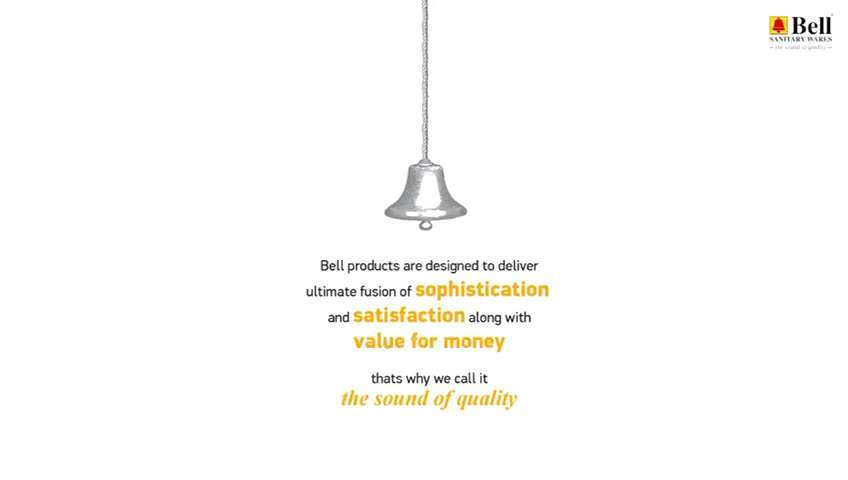 Bell
SANITARY WARES
the sound of quality
Bell products are designed to deliver
ultimate fusion of sophistication
and satisfaction along with
value for money
thats why we call it
the sound of quality